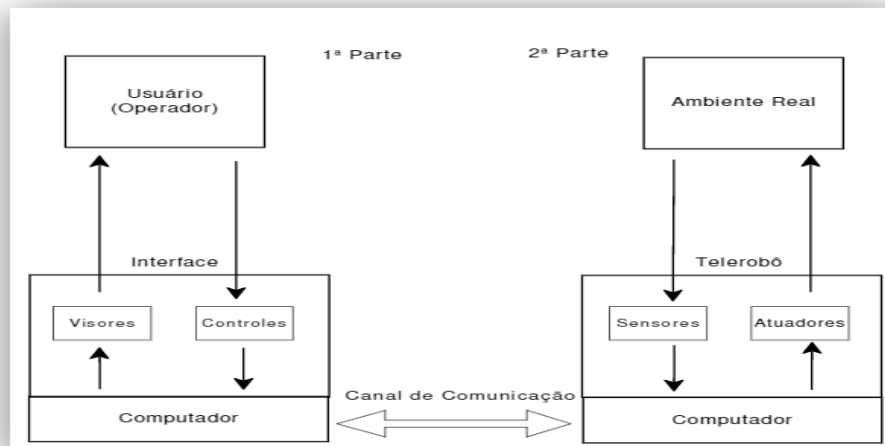 1ª Parte
2ª Parte
Usuário
(Operador)
Ambiente Real
Interface
Telerobô
Visores
Controles
Sensores
Atuadores
Canal de Comunicação
Computador
Computador